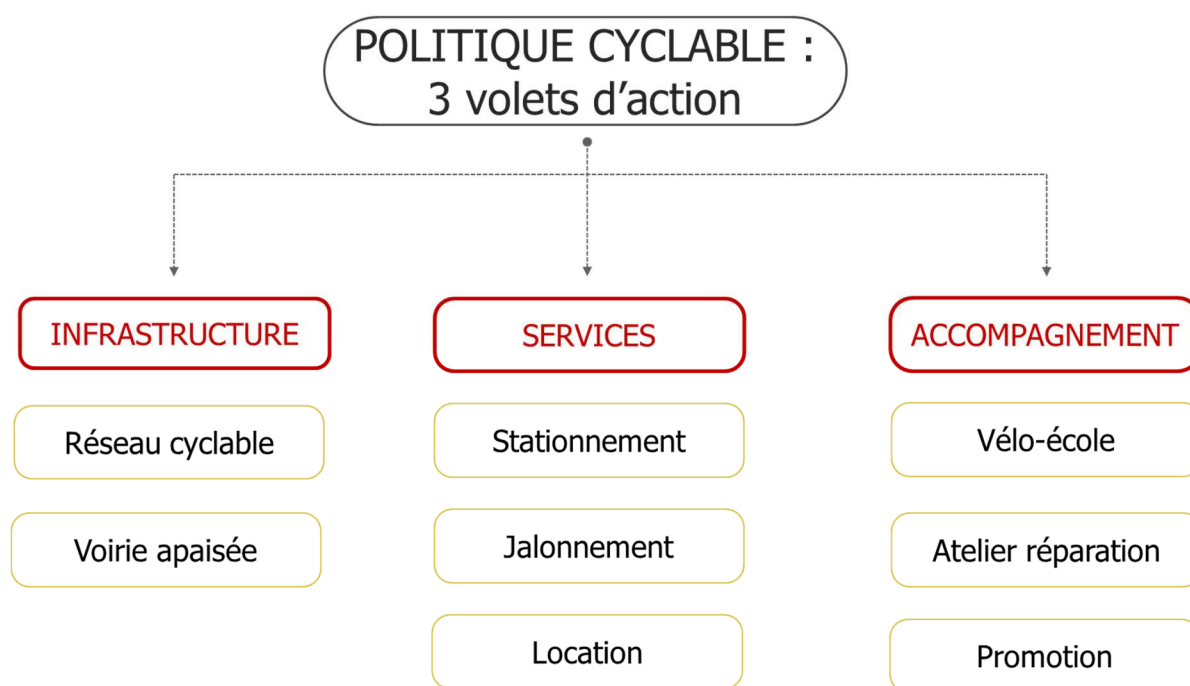 POLITIQUE CYCLABLE :
3 volets d’action
INFRASTRUCTURE
Réseau cyclable
Voirie apaisée
SERVICES
Stationnement
Jalonnement
Location
ACCOMPAGNEMENT
Vélo-école
Atelier réparation
Promotion